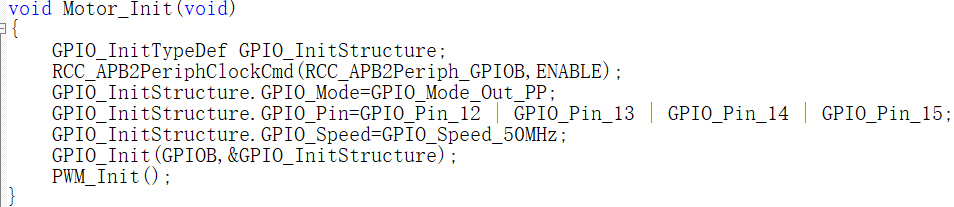 void Motor_Init(void)
{
    GPIO_InitTypeDef GPIO_InitStructure;
    RCC_APB2PeriphClockCmd(RCC_APB2Periph_GPIOB,ENABLE);
    GPIO_InitStructure.GPIO_Mode=GPIO_Mode_Out_PP;
    GPIO_InitStructure.GPIO_Pin=GPIO_Pin_12 | GPIO_Pin_13 | GPIO_Pin_14 | GPIO_Pin_15;
    GPIO_InitStructure.GPIO_Speed=GPIO_Speed_50MHz;
    GPIO_Init(GPIOB,&GPIO_InitStructure);
    PWM_Init();
}